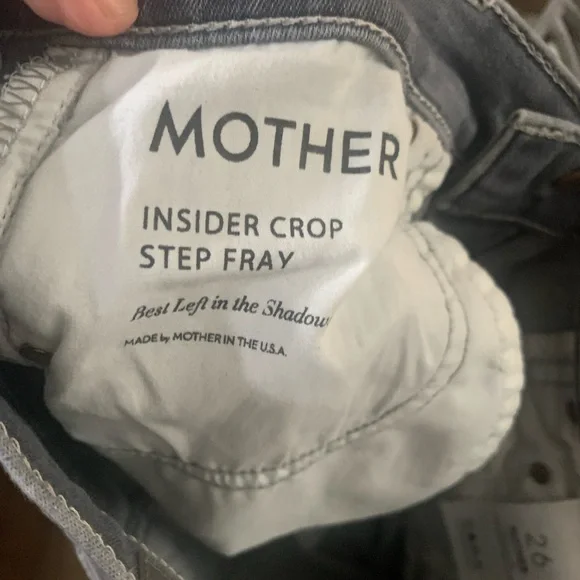 MOTHER
INSIDER CROP
STEP FRAY
Best Left in the Shadow
MADE by MOTHER IN THE U.S.A.
26